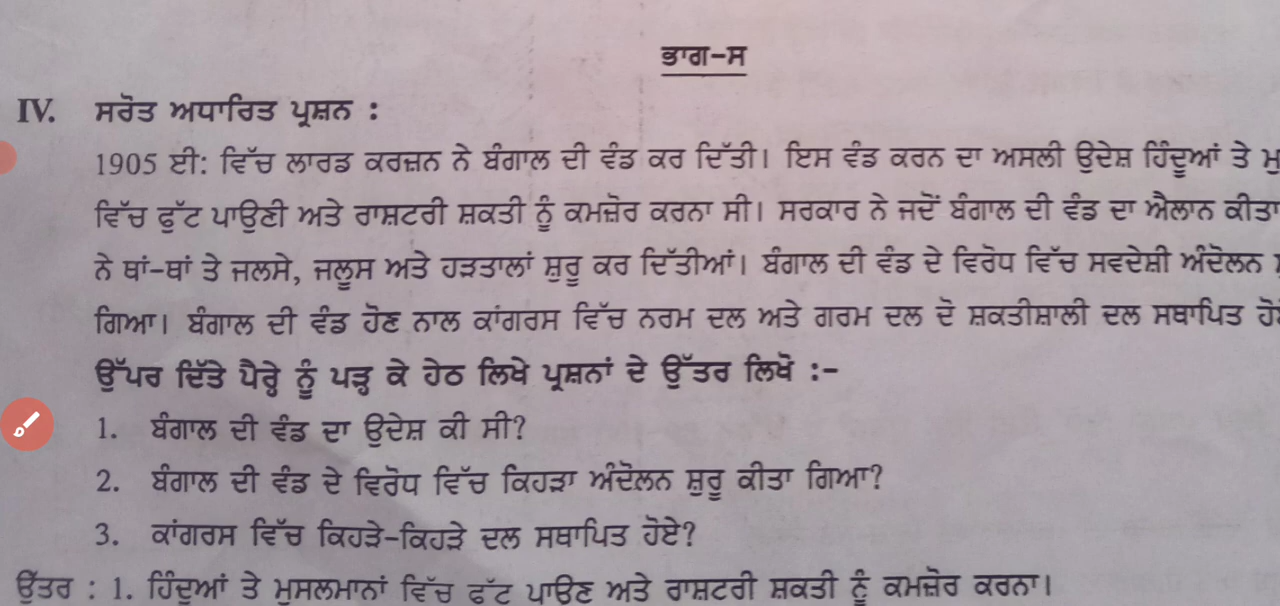 ਭਾਗ-ਸ
IV. ਸਰੋਤ ਅਧਾਰਿਤ ਪ੍ਰਸ਼ਨ :
1905 ਈ: ਵਿੱਚ ਲਾਰਡ ਕਰਜ਼ਨ ਨੇ ਬੰਗਾਲ ਦੀ ਵੰਡ ਕਰ ਦਿੱਤੀ। ਇਸ ਵੰਡ ਕਰਨ ਦਾ ਅਸਲੀ ਉਦੇਸ਼ ਹਿੰਦੂਆਂ ਤੇ
ਵਿੱਚ ਫੁੱਟ ਪਾਉਣੀ ਅਤੇ ਰਾਸ਼ਟਰੀ ਸ਼ਕਤੀ ਨੂੰ ਕਮਜ਼ੋਰ ਕਰਨਾ ਸੀ। ਸਰਕਾਰ ਨੇ ਜਦੋਂ ਬੰਗਾਲ ਦੀ ਵੰਡ ਦਾ ਐਲਾਨ ਕੀਤਾ
ਨੇ ਥਾਂ-ਥਾਂ ਤੇ ਜਲਸੇ, ਜਲੂਸ ਅਤੇ ਹੜਤਾਲਾਂ ਸ਼ੁਰੂ ਕਰ ਦਿੱਤੀਆਂ। ਬੰਗਾਲ ਦੀ ਵੰਡ ਦੇ ਵਿਰੋਧ ਵਿੱਚ ਸਵਦੇਸ਼ੀ ਅੰਦੋਲਨ
ਗਿਆ। ਬੰਗਾਲ ਦੀ ਵੰਡ ਹੋਣ ਨਾਲ ਕਾਂਗਰਸ ਵਿੱਚ ਨਰਮ ਦਲ ਅਤੇ ਗਰਮ ਦਲ ਦੋ ਸ਼ਕਤੀਸ਼ਾਲੀ ਦਲ ਸਥਾਪਿਤ
ਉੱਪਰ ਦਿੱਤੇ ਪੈਰ੍ਹੇ ਨੂੰ ਪੜ੍ਹ ਕੇ ਹੇਠ ਲਿਖੇ ਪ੍ਰਸ਼ਨਾਂ ਦੇ ਉੱਤਰ ਲਿਖੋ :-
1. ਬੰਗਾਲ ਦੀ ਵੰਡ ਦਾ ਉਦੇਸ਼ ਕੀ ਸੀ?
2. ਬੰਗਾਲ ਦੀ ਵੰਡ ਦੇ ਵਿਰੋਧ ਵਿੱਚ ਕਿਹੜਾ ਅੰਦੋਲਨ ਸ਼ੁਰੂ ਕੀਤਾ ਗਿਆ?
3. ਕਾਂਗਰਸ ਵਿੱਚ ਕਿਹੜੇ-ਕਿਹੜੇ ਦਲ ਸਥਾਪਿਤ ਹੋਏ?
ਉੱਤਰ : 1. ਹਿੰਦੂਆਂ ਤੇ ਮੁਸਲਮਾਨਾਂ ਵਿੱਚ ਫੁੱਟ ਪਾਉਣ ਅਤੇ ਰਾਸ਼ਟਰੀ ਸ਼ਕਤੀ ਨੂੰ ਕਮਜ਼ੋਰ ਕਰਨਾ।